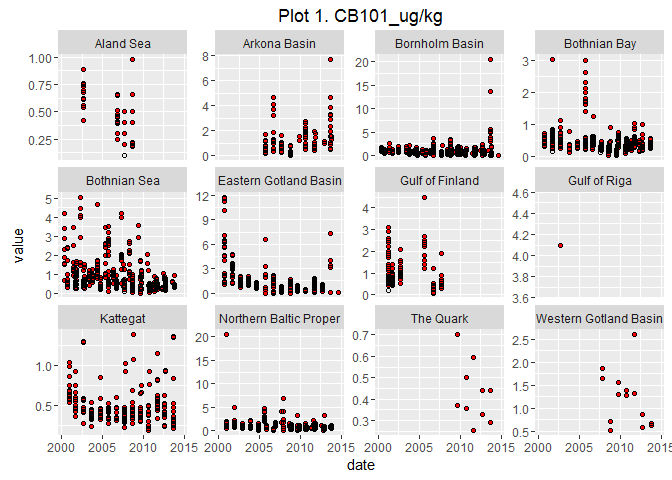 Plot 1. CB101_ug/kg
Aland Sea Arkona Basin Bornholm Basin Bothnian Bay
1.00 0.75 0.50 0.25
8 6 4 2 0
20 15 10 5 0
3 2 1 0
Bothnian Sea Eastern Gotland Basin Gulf of Finland Gulf of Riga
5 4 3 2 1 0
12 9 6 3 0
4 3 2 1 0
4.6 4.4 4.2 4.0 3.8 3.6
value
Kattegat Northern Baltic Proper The Quark Western Gotland Basin
1.0 0.5
20 15 10 5 0
0.7 0.6 0.5 0.4 0.3
2.5 2.0 1.5 1.0 0.5
2000 2005 2010 2015 2000 2005 2010 2015 2000 2005 2010 2015 2000 2005 2010 2015
date